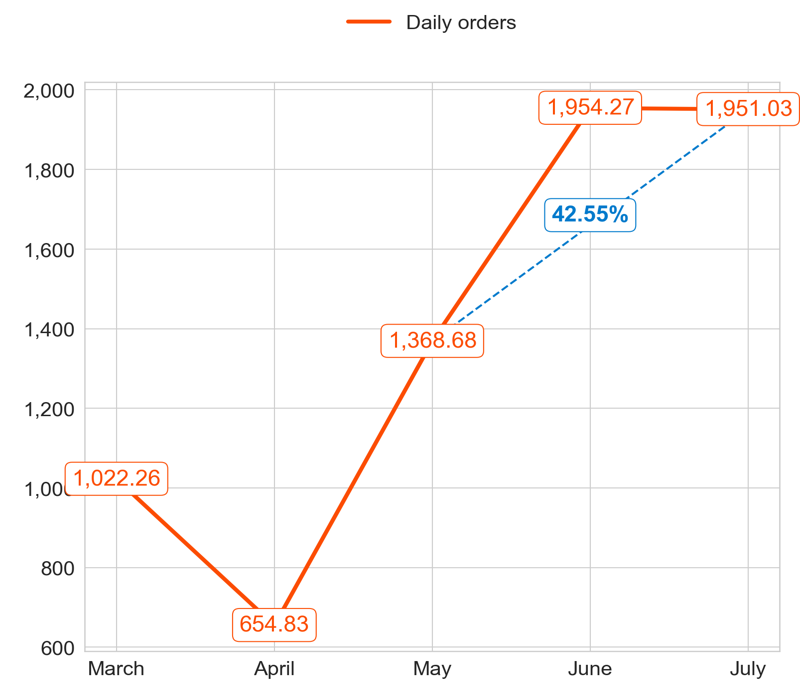 Daily orders
2,000
1,954.27
1,951.03
1,800
42.55%
1,600
1,400
1,368.68
1,200
1,022.26
1,00
800
654.83
600
March
April
May
June
July